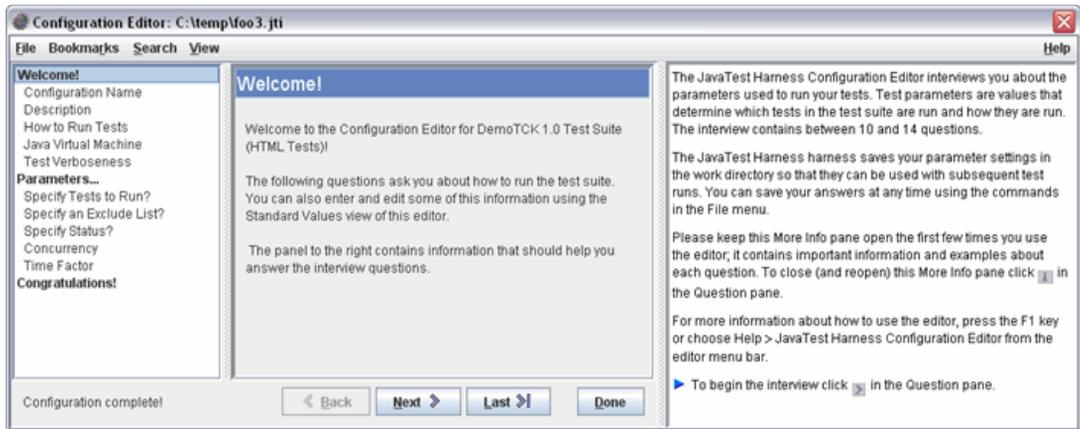 Configuration Editor: C:\temp\foo3.jti
File Bookmarks Search View Help
Welcome!
Configuration Name
Description
How to Run Tests
Java Virtual Machine
Test Verboseness
Parameters...
Specify Tests to Run?
Specify an Exclude List?
Specify Status?
Concurrency
Time Factor
Congratulations!
Welcome!
Welcome to the Configuration Editor for DemoTCK 1.0 Test Suite
(HTML Tests)!
The following questions ask you about how to run the test suite.
You can also enter and edit some of this information using the
Standard Values view of this editor.
The panel to the right contains information that should help you
answer the interview questions.
The JavaTest Harness Configuration Editor interviews you about the
parameters used to run your tests. Test parameters are values that
determine which tests in the test suite are run and how they are run.
The interview contains between 10 and 14 questions.
The JavaTest Harness harness saves your parameter settings in
the work directory so that they can be used with subsequent test
runs. You can save your answers at any time using the commands
in the File menu.
Please keep this More Info pane open the first few times you use
the editor; it contains important information and examples about
each question. To close (and reopen) this More Info pane click i in
the Question pane.
For more information about how to use the editor, press the F1 key
or choose Help > JavaTest Harness Configuration Editor from the
editor menu bar.
To begin the interview click > in the Question pane.
Configuration complete!
Back Next Last Done